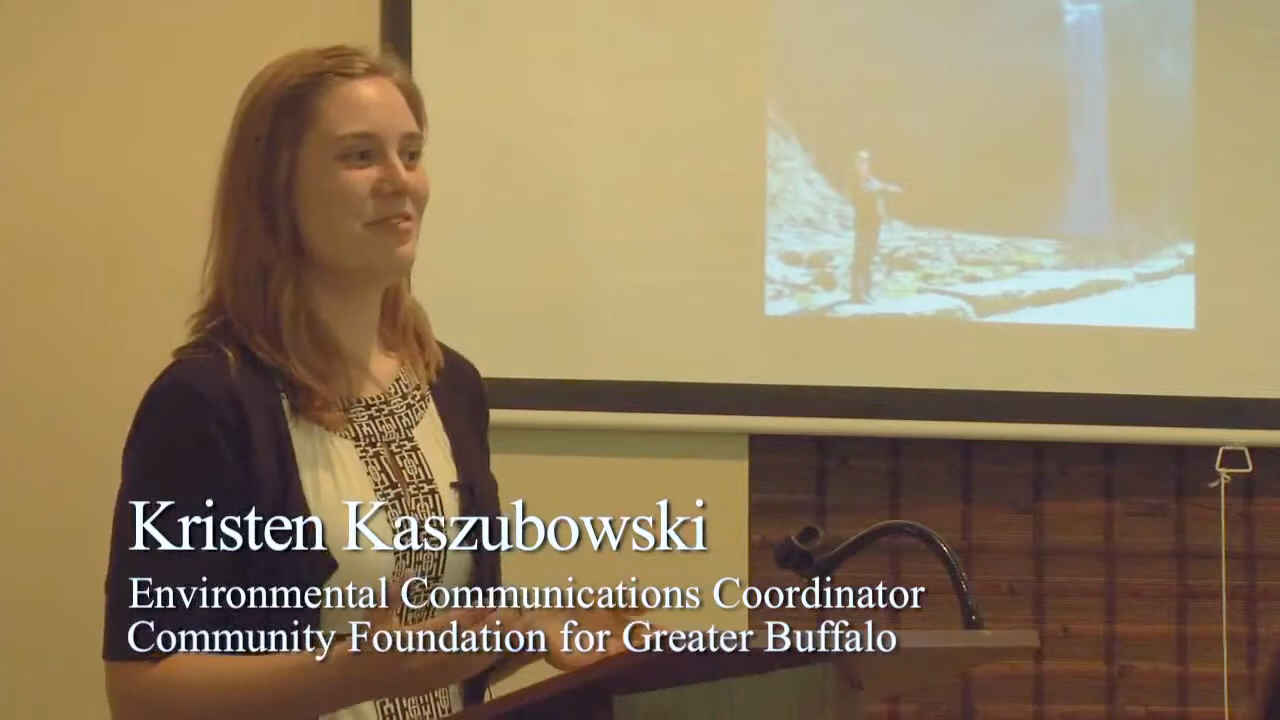 Kristen Kaszubowski
Environmental Communications Coordinator
Community Foundation for Greater Buffalo